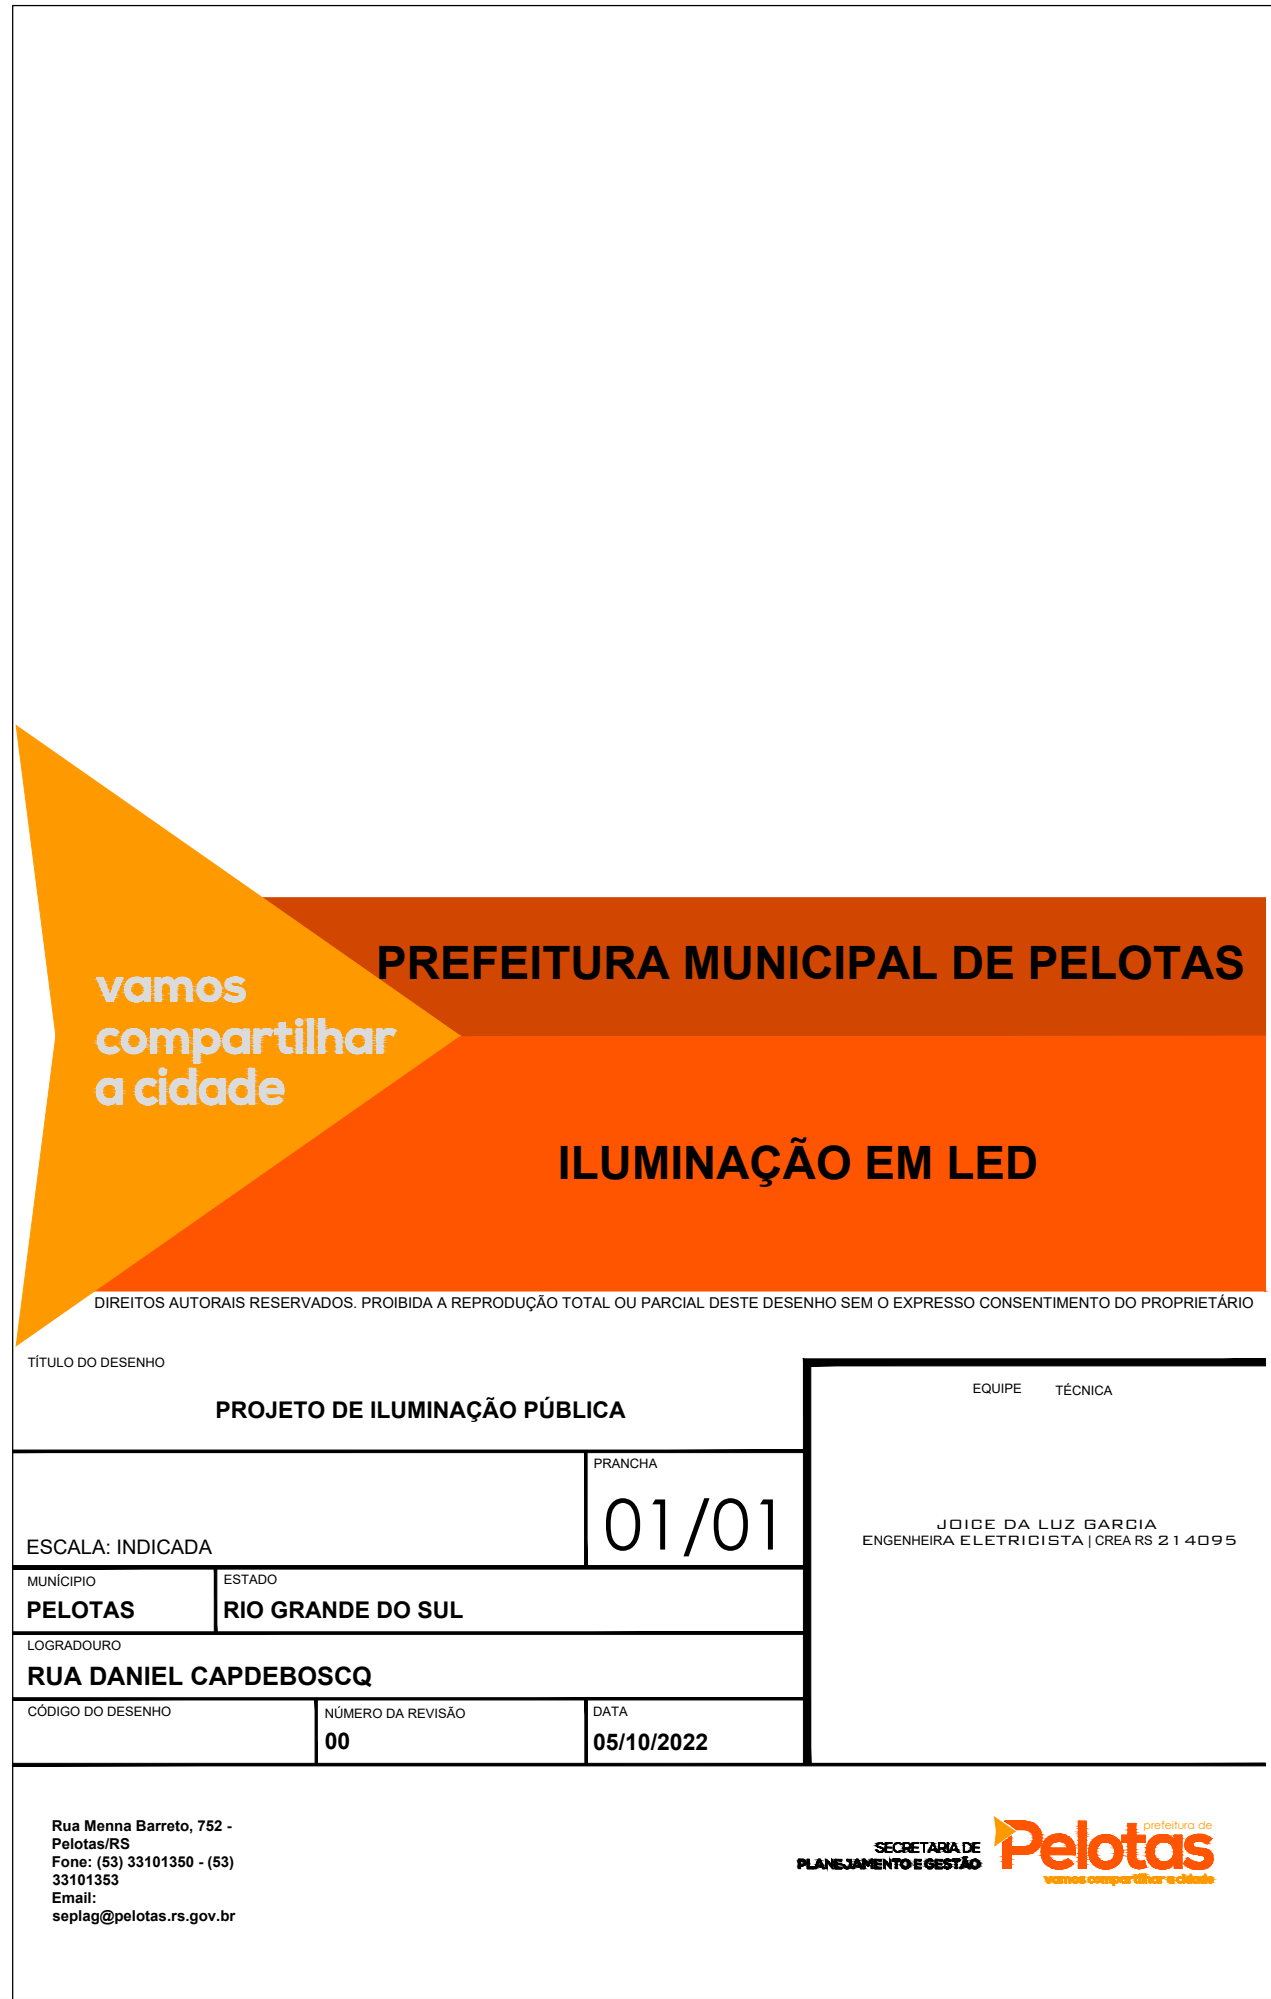 PREFEITURA MUNICIPAL DE PELOTAS
vamos
compartilhar
a cidade
ILUMINAÇÃO EM LED
DIREITOS AUTORAIS RESERVADOS. PROIBIDA A REPRODUÇÃO TOTAL OU PARCIAL DESTE DESENHO SEM O EXPRESSO CONSENTIMENTO DO PROPRIETÁRIO
TÍTULO DO DESENHO
PROJETO DE ILUMINAÇÃO PÚBLICA
ESCALA: INDICADA
PRANCHA
01/01
MUNÍCIPIO
PELOTAS
ESTADO
RIO GRANDE DO SUL
LOGRADOURO
RUA DANIEL CAPDEBOSCQ
CÓDIGO DO DESENHO
NÚMERO DA REVISÃO
00
DATA
05/10/2022
EQUIPE TÉCNICA
JOICE DA LUZ GARCIA
ENGENHEIRA ELETRICISTA | CREA RS 214095
Rua Menna Barreto, 752 -
Pelotas/RS
Fone: (53) 33101350 - (53)
33101353
Email:
seplag@pelotas.rs.gov.br
SECRETARIA DE
PLANEJAMENTO E GESTÃO
prefeitura de
Pelotas
vamos compartilhar a cidade